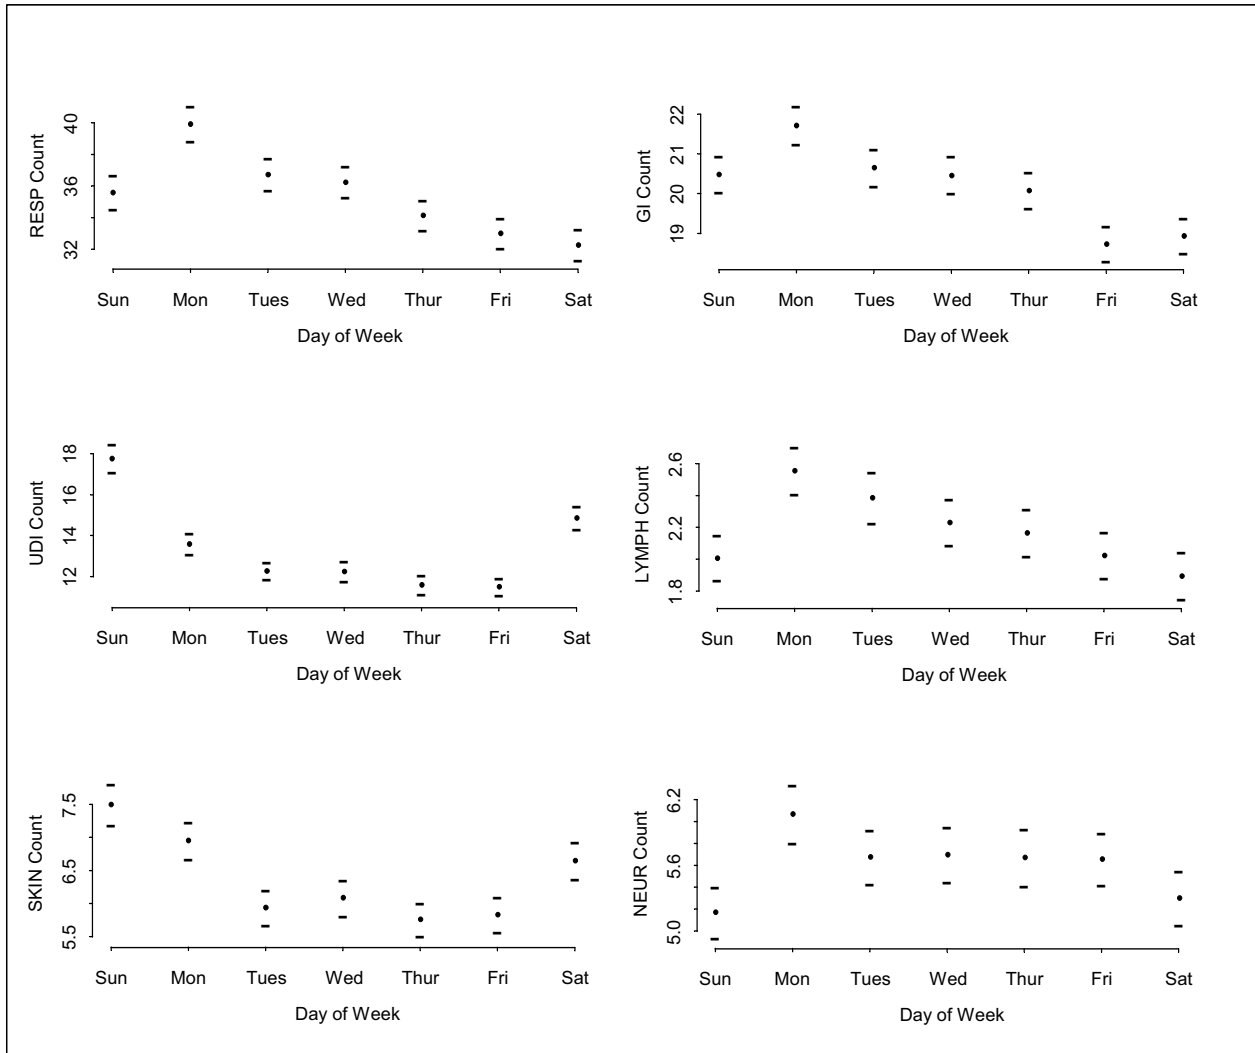 RESP Count
40
36
32
Sun Mon Tues Wed Thur Fri Sat
Day of Week
GI Count
22
21
20
19
Sun Mon Tues Wed Thur Fri Sat
Day of Week
UDI Count
18
16
14
12
Sun Mon Tues Wed Thur Fri Sat
Day of Week
LYMPH Count
2.6
2.2
1.8
Sun Mon Tues Wed Thur Fri Sat
Day of Week
SKIN Count
7.5
6.5
5.5
Sun Mon Tues Wed Thur Fri Sat
Day of Week
NEUR Count
6.2
5.6
5.0
Sun Mon Tues Wed Thur Fri Sat
Day of Week